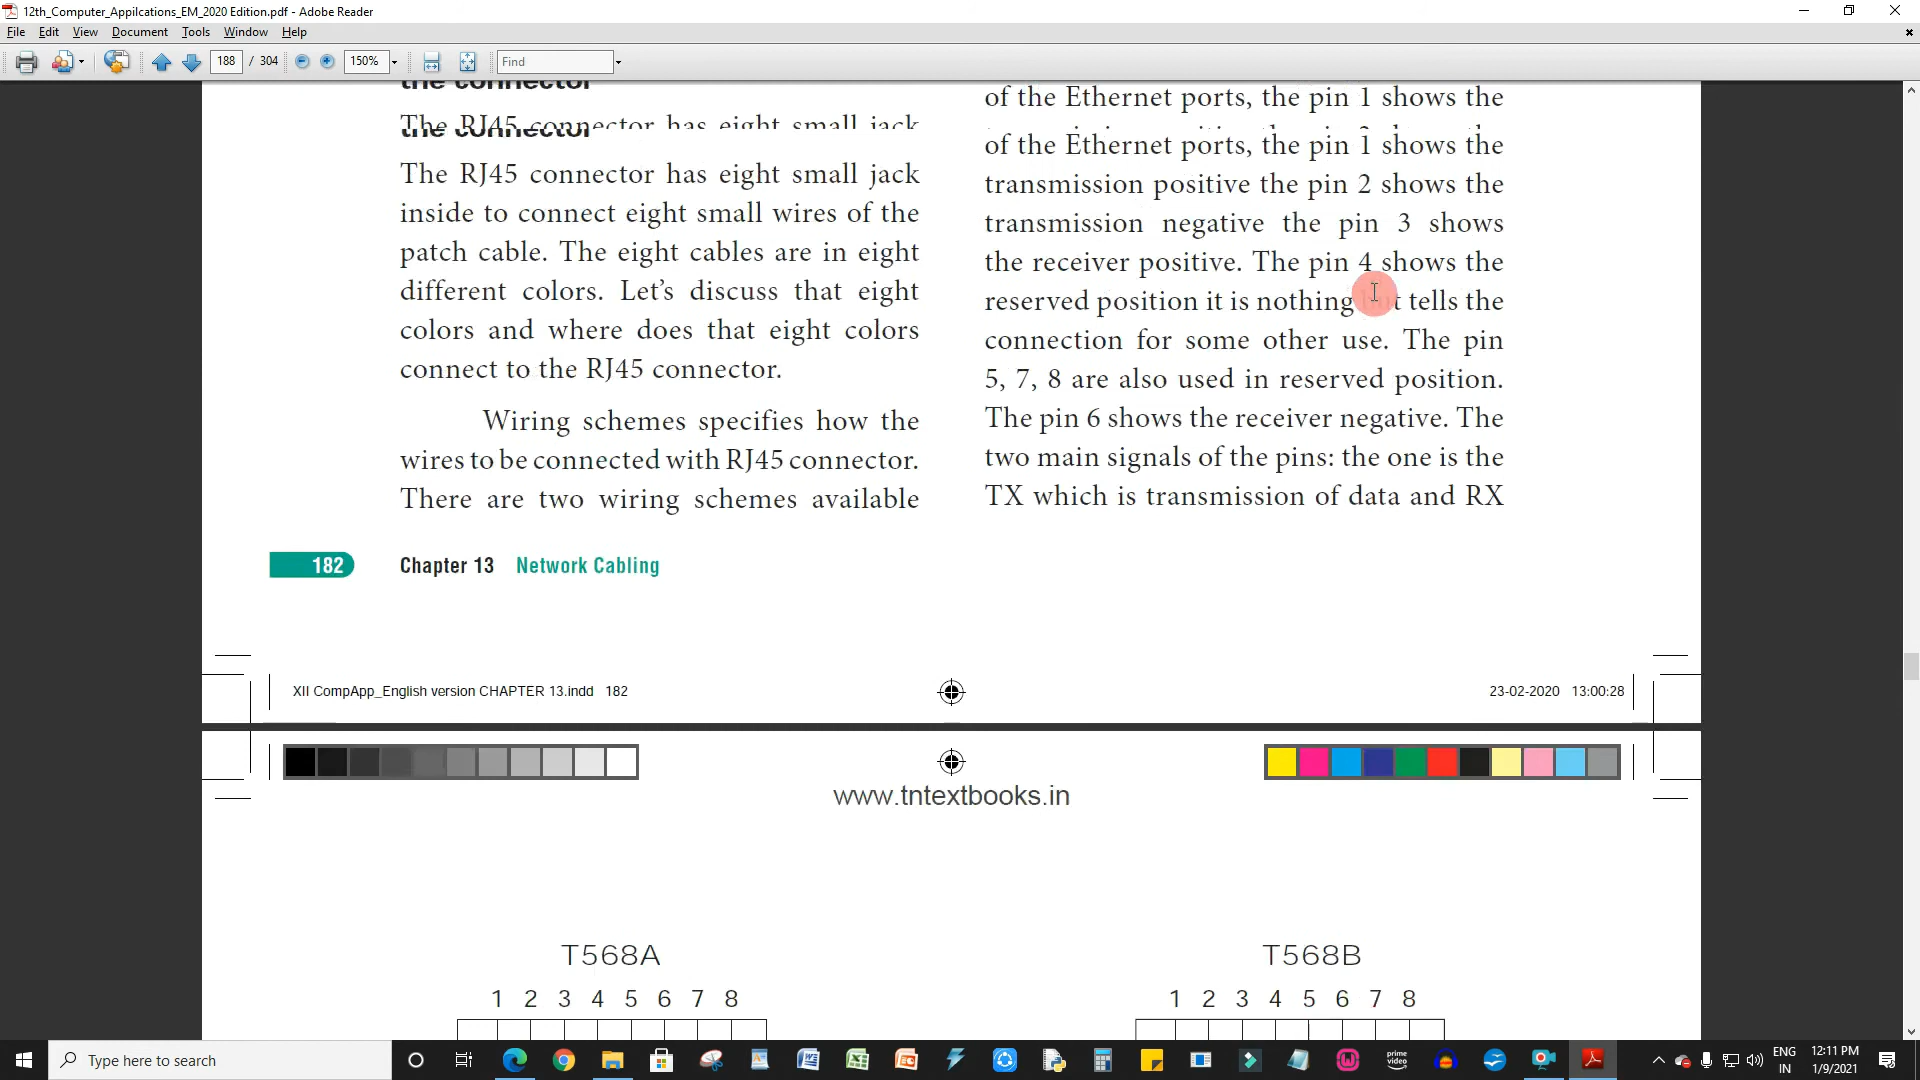 12th_Computer_Appilcations_EM_2020 Edition.pdf - Adobe Reader
File Edit View Document Tools Window Help
188 / 304 150% Find
the connector
The RJ45 connector has eight small jack
the connector
The RJ45 connector has eight small jack
inside to connect eight small wires of the
patch cable. The eight cables are in eight
different colors. Let's discuss that eight
colors and where does that eight colors
connect to the RJ45 connector.
Wiring schemes specifies how the
wires to be connected with RJ45 connector.
There are two wiring schemes available
of the Ethernet ports, the pin 1 shows the
of the Ethernet ports, the pin 1 shows the
transmission positive the pin 2 shows the
transmission negative the pin 3 shows
the receiver positive. The pin 4 shows the
reserved position it is nothing but tells the
connection for some other use. The pin
5, 7, 8 are also used in reserved position.
The pin 6 shows the receiver negative. The
two main signals of the pins: the one is the
TX which is transmission of data and RX
182 Chapter 13 Network Cabling
XII CompApp_English version CHAPTER 13.indd 182
23-02-2020 13:00:28
www.tntextbooks.in
T568A
1 2 3 4 5 6 7 8
T568B
1 2 3 4 5 6 7 8
Type here to search
prime video
ENG
IN
12:11 PM
1/9/2021